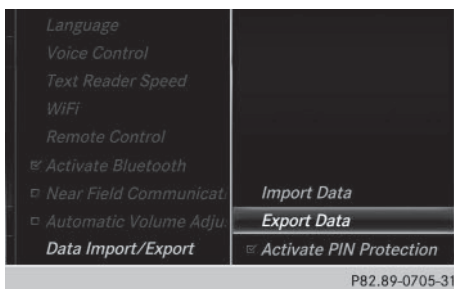 Language
Voice Control
Text Reader Speed
WiFi
Remote Control
Activate Bluetooth
Near Field Communicati
Automatic Volume Adju
Data Import/Export
Import Data
Export Data
Activate PIN Protection
P82.89-0705-31